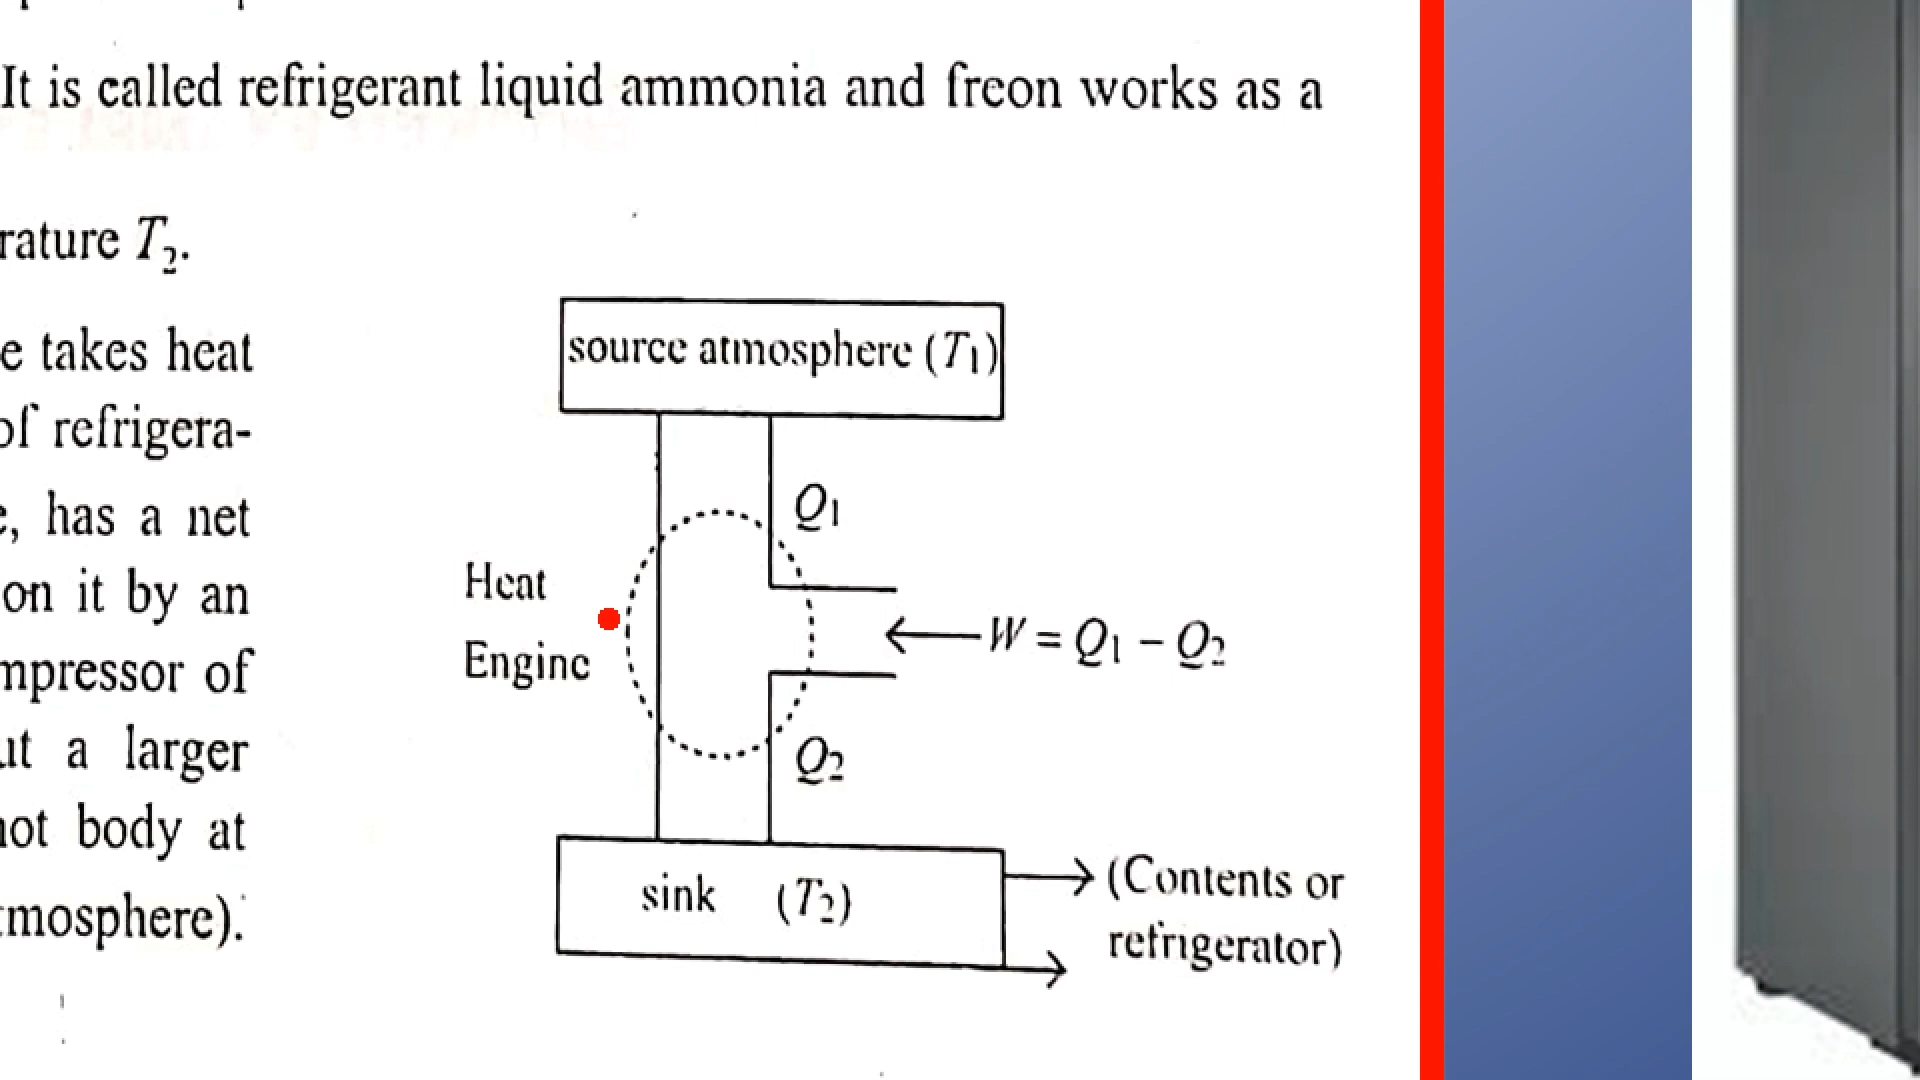 It is called refrigerant liquid ammonia and freon works as a
rature T₂.
e takes heat
of refrigera-
e, has a net
on it by an
mpressor of
ut a larger
not body at
tmosphere).
source atmosphere (T₁)
Q₁
Heat
Engine
W = Q₁ − Q₂
Q₂
sink (T₂)
(Contents or
refrigerator)